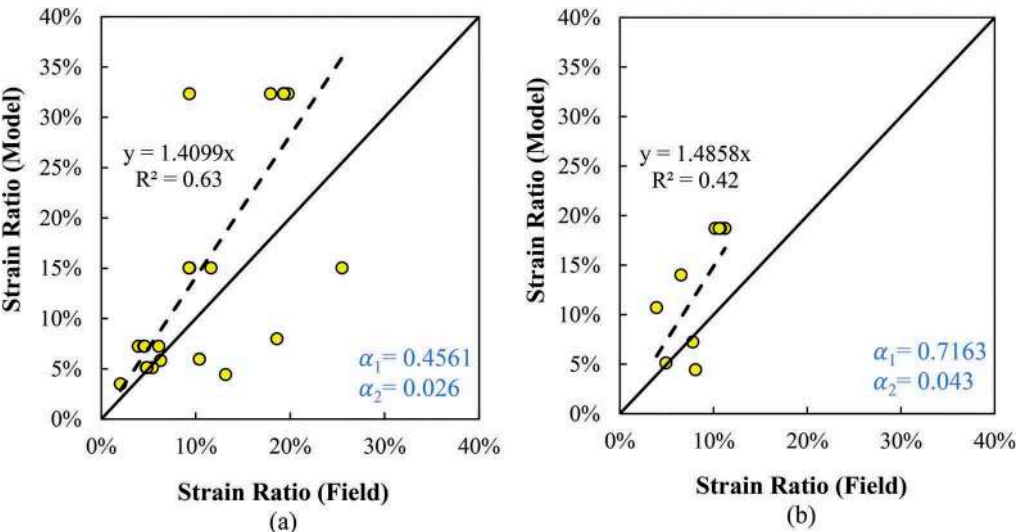 40%
35%
30%
25%
20%
15%
10%
5%
0%
0% 10% 20% 30% 40%
Strain Ratio (Model)
y = 1.4099x
R² = 0.63
α₁= 0.4561
α₂= 0.026
Strain Ratio (Field)
(a)
40%
35%
30%
25%
20%
15%
10%
5%
0%
0% 10% 20% 30% 40%
Strain Ratio (Model)
y = 1.4858x
R² = 0.42
α₁= 0.7163
α₂= 0.043
Strain Ratio (Field)
(b)